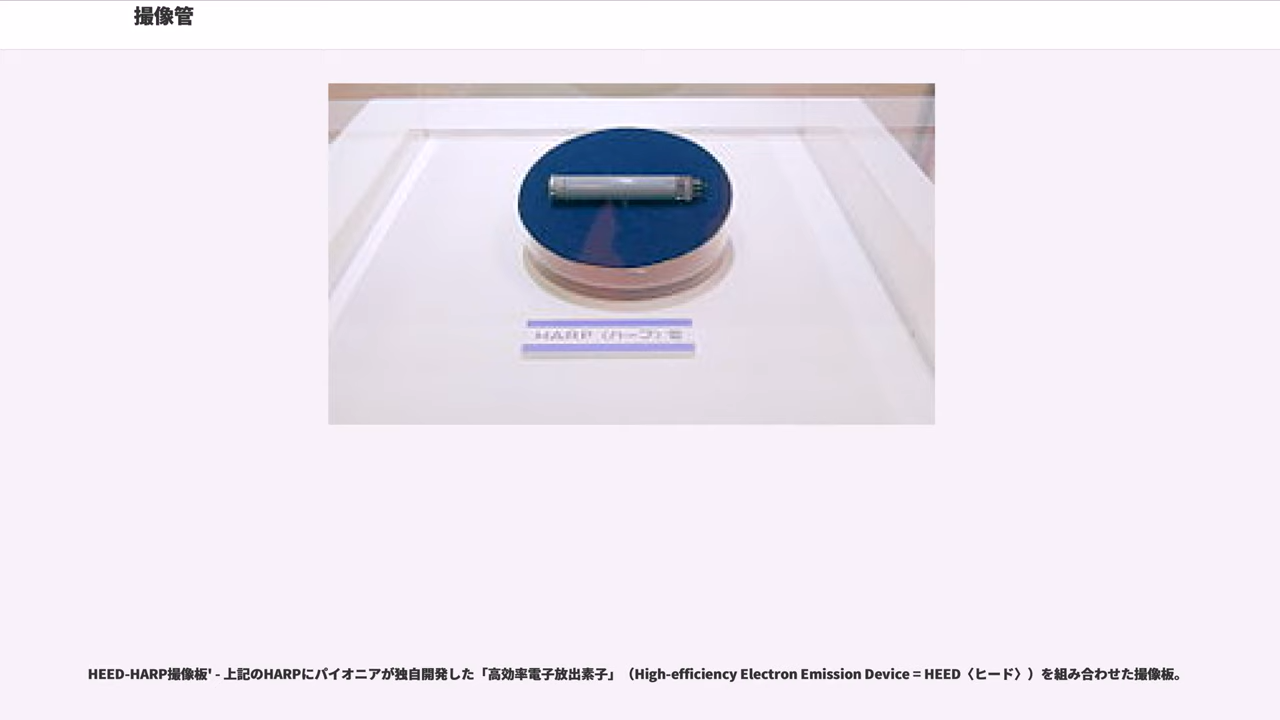 撮像管
HARP〈ハープ〉管
HEED-HARP撮像板' - 上記のHARPにパイオニアが独自開発した「高効率電子放出素子」（High-efficiency Electron Emission Device = HEED〈ヒード〉）を組み合わせた撮像板。